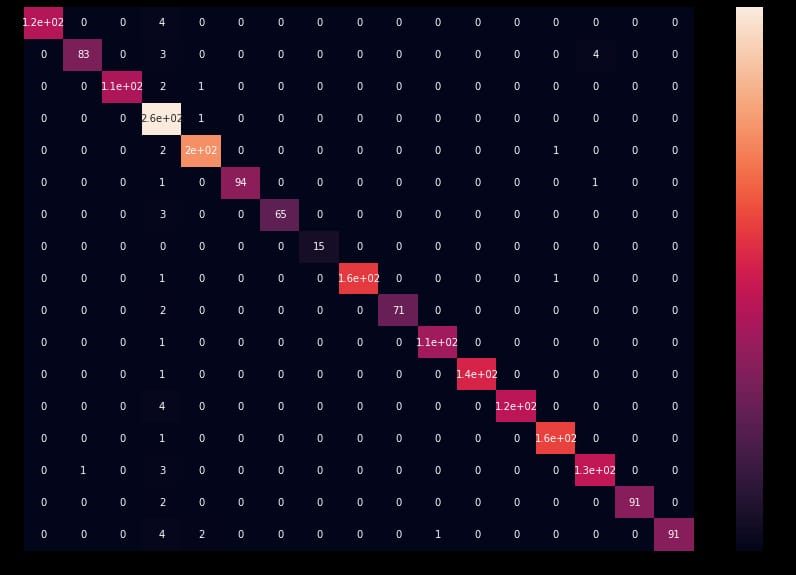 1.2e+02 0 0 4 0 0 0 0 0 0 0 0 0 0 0 0 0
0 83 0 3 0 0 0 0 0 0 0 0 0 0 4 0 0
0 0 1.1e+02 2 1 0 0 0 0 0 0 0 0 0 0 0 0
0 0 0 2.6e+02 1 0 0 0 0 0 0 0 0 0 0 0 0
0 0 0 2 2e+02 0 0 0 0 0 0 0 0 1 0 0 0
0 0 0 1 0 94 0 0 0 0 0 0 0 0 1 0 0
0 0 0 3 0 0 65 0 0 0 0 0 0 0 0 0 0
0 0 0 0 0 0 0 15 0 0 0 0 0 0 0 0 0
0 0 0 1 0 0 0 0 1.6e+02 0 0 0 0 1 0 0 0
0 0 0 2 0 0 0 0 0 71 0 0 0 0 0 0 0
0 0 0 1 0 0 0 0 0 0 1.1e+02 0 0 0 0 0 0
0 0 0 1 0 0 0 0 0 0 0 1.4e+02 0 0 0 0 0
0 0 0 4 0 0 0 0 0 0 0 0 1.2e+02 0 0 0 0
0 0 0 1 0 0 0 0 0 0 0 0 0 1.6e+02 0 0 0
0 1 0 3 0 0 0 0 0 0 0 0 0 0 1.3e+02 0 0
0 0 0 2 0 0 0 0 0 0 0 0 0 0 0 91 0
0 0 0 4 2 0 0 0 0 0 1 0 0 0 0 0 91